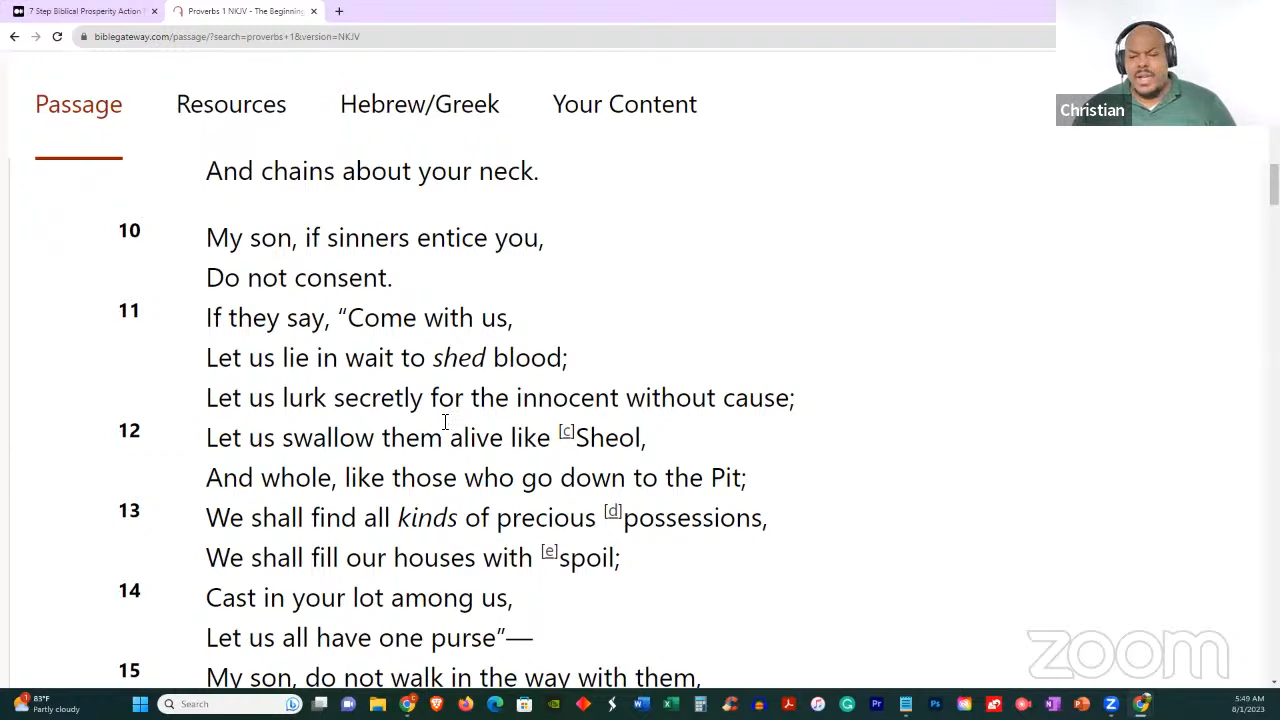 7 Step Biblical Prosperity Action
Proverbs 1 NKJV - The Beginning
biblegateway.com/passage/?search=proverbs+1&version=NKJV
Passage Resources Hebrew/Greek Your Content
Christian
And chains about your neck.
10 My son, if sinners entice you,
Do not consent.
11 If they say, “Come with us,
Let us lie in wait to shed blood;
Let us lurk secretly for the innocent without cause;
12 Let us swallow them alive like [c]Sheol,
And whole, like those who go down to the Pit;
13 We shall find all kinds of precious [d]possessions,
We shall fill our houses with [e]spoil;
14 Cast in your lot among us,
Let us all have one purse”—
15 My son, do not walk in the way with them,
zoom
83°F
Partly cloudy
Search
5:49 AM
8/1/2023